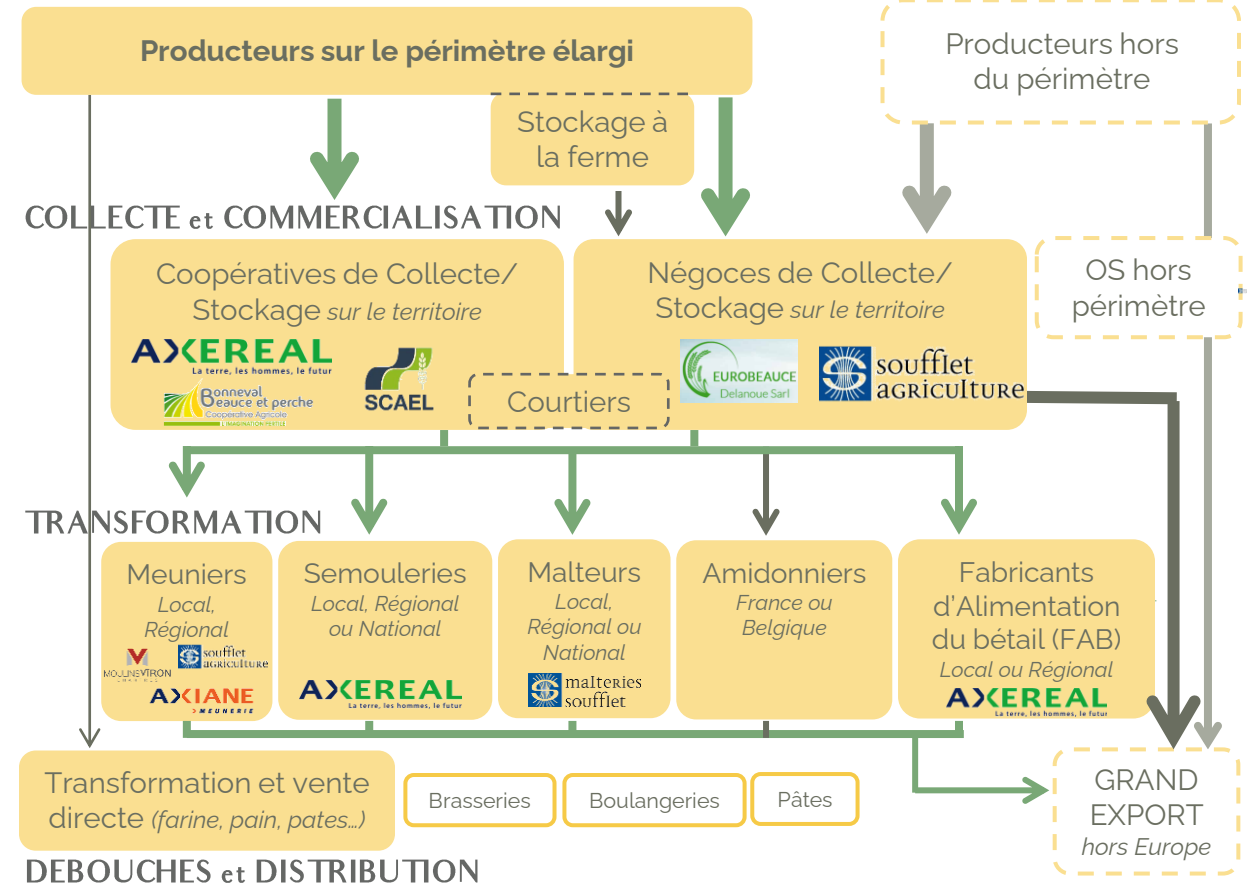 Producteurs sur le périmètre élargi
Producteurs hors
du périmètre
Stockage à
la ferme
COLLECTE et COMMERCIALISATION
Coopératives de Collecte/
Stockage sur le territoire
AXEREAL
La terre, les hommes, le futur
Bonneval
Beauce et perche
Coopérative Agricole
L'IMAGINATION FERTILE
SCAEL
Courtiers
Négoces de Collecte/
Stockage sur le territoire
EUROBEAUCE
Delanoue Sarl
soufflet
agriculture
OS hors
périmètre
TRANSFORMATION
Meuniers
Local,
Régional
MOULINS VIRON
soufflet
agriculture
AXIANE
MEUNERIE
Semouleries
Local, Régional
ou National
AXEREAL
La terre, les hommes, le futur
Malteurs
Local,
Régional ou
National
malteries
soufflet
Amidonniers
France ou
Belgique
Fabricants
d'Alimentation
du bétail (FAB)
Local ou Régional
AXEREAL
La terre, les hommes, le futur
Transformation et vente
directe (farine, pain, pates...)
Brasseries
Boulangeries
Pâtes
GRAND
EXPORT
hors Europe
DEBOUCHES et DISTRIBUTION